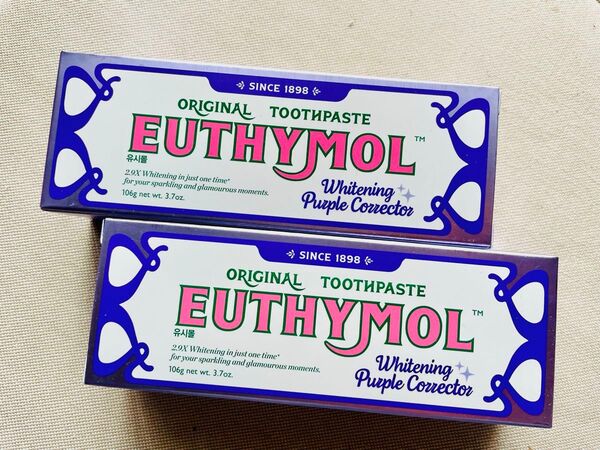 SINCE 1898
ORIGINAL TOOTHPASTE
EUTHYMOL™
유시몰
2.9X Whitening in just one time*
for your sparkling and glamourous moments.
106g net wt. 3.7oz.
Whitening
Purple Corrector
SINCE 1898
ORIGINAL TOOTHPASTE
EUTHYMOL™
유시몰
2.9X Whitening in just one time*
for your sparkling and glamourous moments.
106g net wt. 3.7oz.
Whitening
Purple Corrector